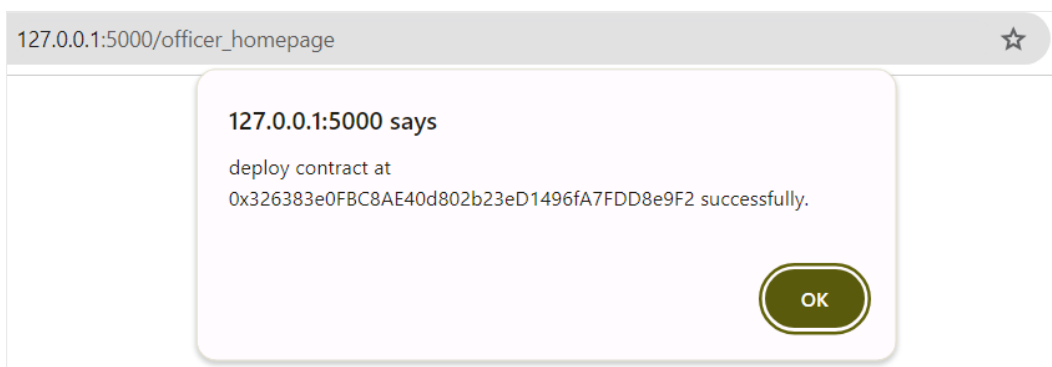 127.0.0.1:5000/officer_homepage
127.0.0.1:5000 says
deploy contract at
0x326383e0FBC8AE40d802b23eD1496fA7FDD8e9F2 successfully.
OK